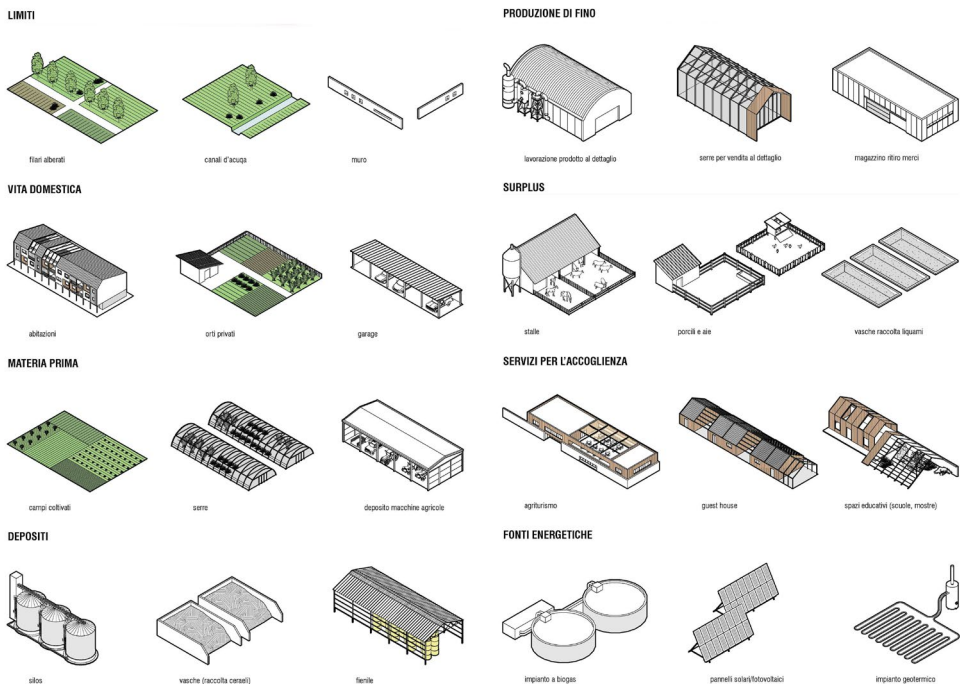 LIMITI
filari alberati
canali d'acuqa
muro
VITA DOMESTICA
abitazioni
orti privati
garage
MATERIA PRIMA
campi coltivati
serre
deposito macchine agricole
DEPOSITI
silos
vasche (raccolta ceraeli)
fienile
PRODUZIONE DI FINO
lavorazione prodotto al dettaglio
serre per vendita al dettaglio
magazzino ritiro merci
SURPLUS
stalle
porcili e aie
vasche raccolta liquami
SERVIZI PER L'ACCOGLIENZA
agriturismo
guest house
spazi educativi (scuole, mostre)
FONTI ENERGETICHE
impianto a biogas
pannelli solari/fotovoltaici
impianto geotermico